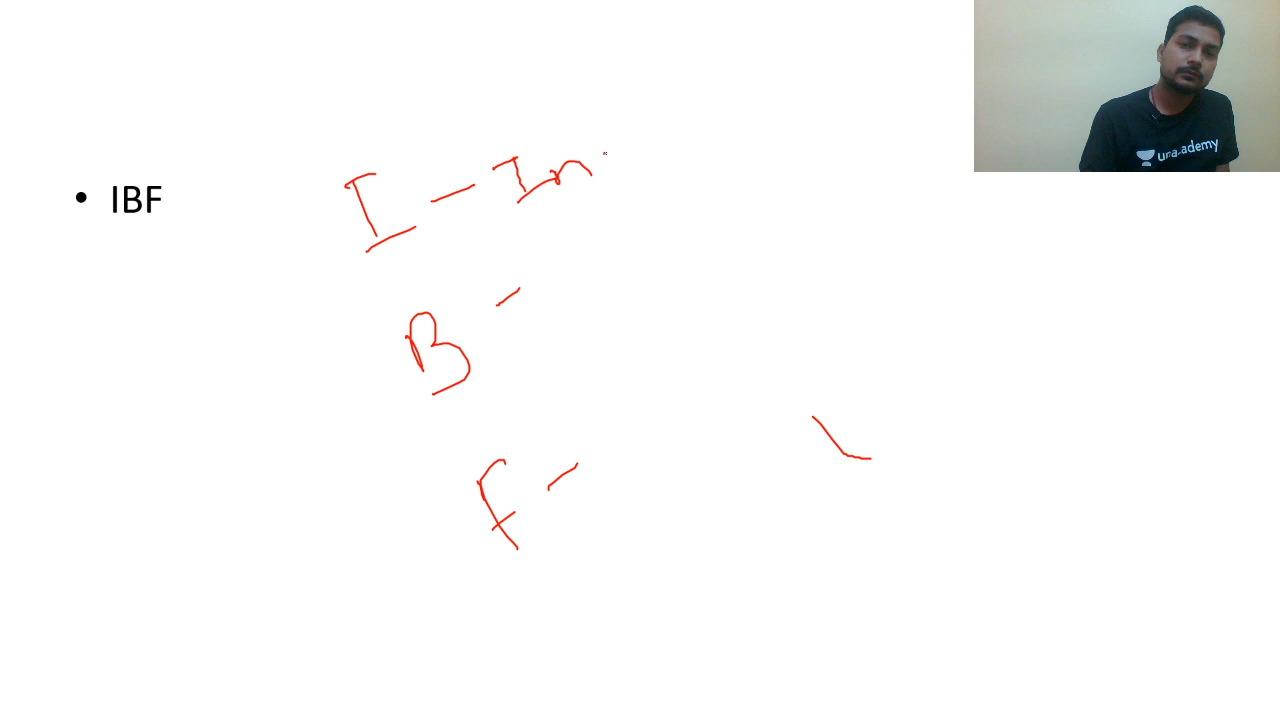 • IBF
I - In
B -
F -
unacademy